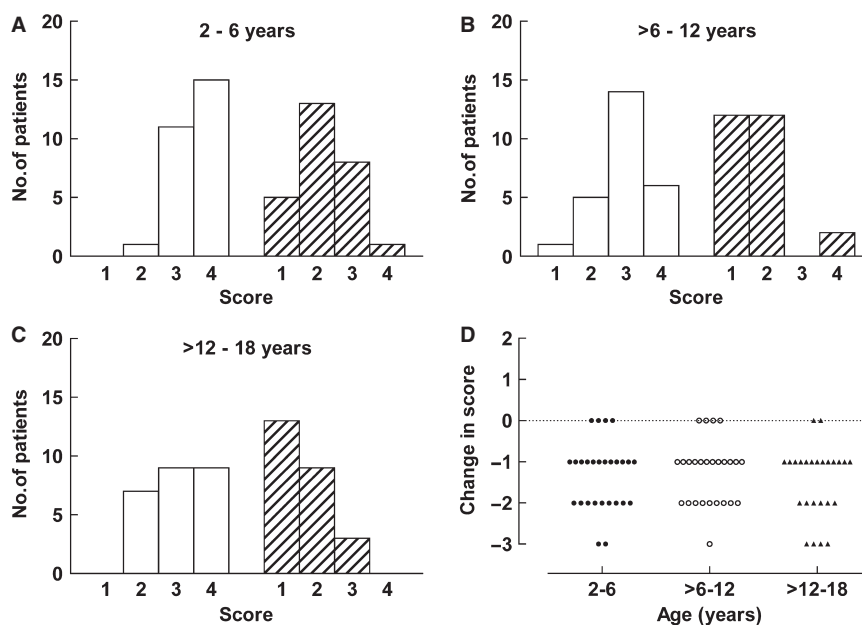 A
2 - 6 years
20
15
10
5
0
No.of patients
1 2 3 4 1 2 3 4
Score
B
>6 - 12 years
20
15
10
5
0
No.of patients
1 2 3 4 1 2 3 4
Score
C
>12 - 18 years
20
15
10
5
0
No.of patients
1 2 3 4 1 2 3 4
Score
D
2
1
0
−1
−2
−3
Change in score
2-6 >6-12 >12-18
Age (years)